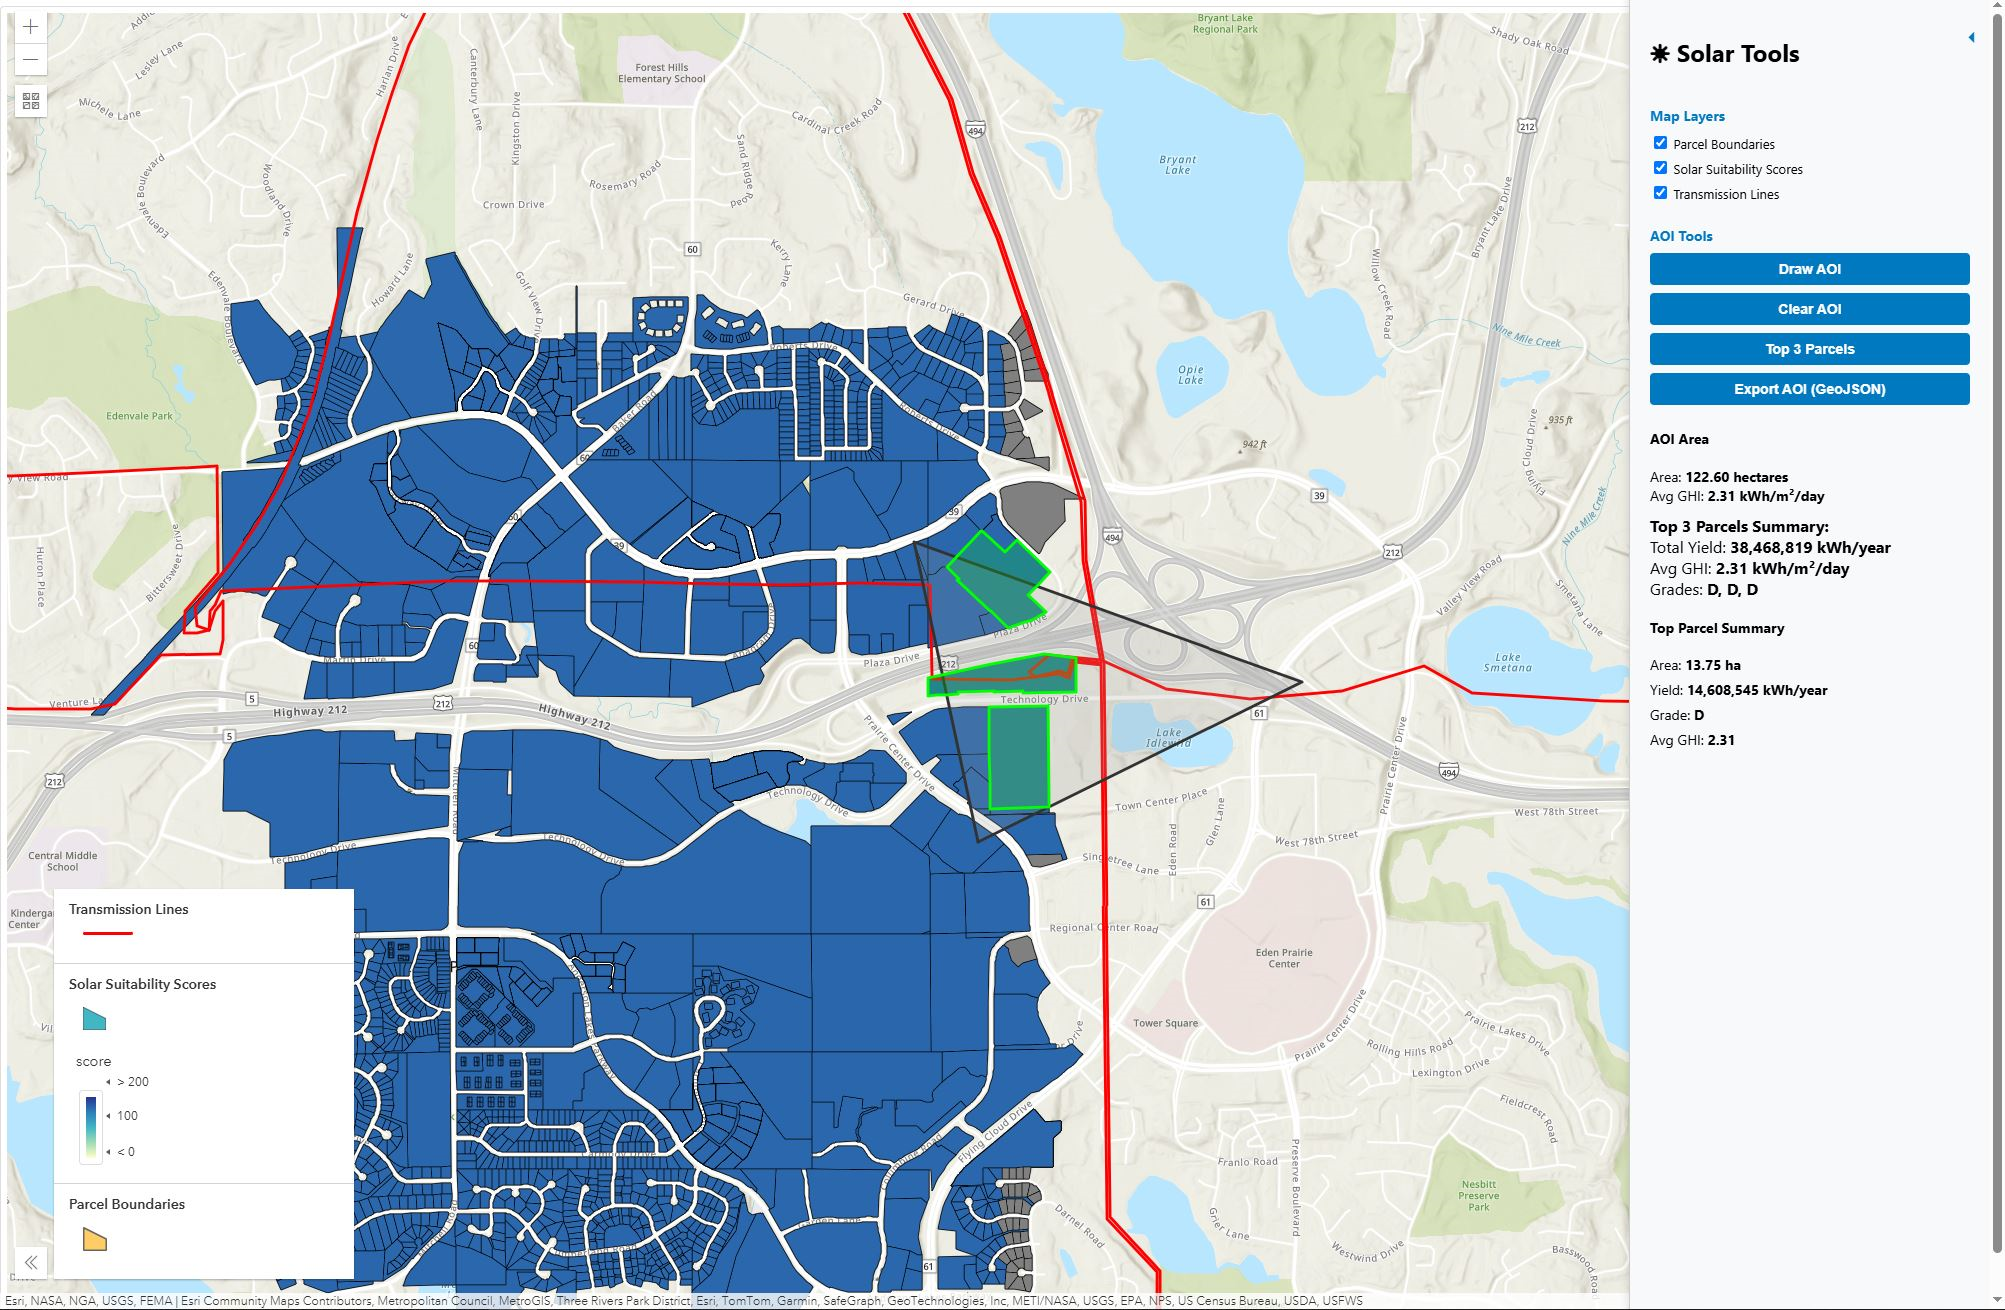 Solar Tools
Map Layers
Parcel Boundaries
Solar Suitability Scores
Transmission Lines
AOI Tools
Draw AOI
Clear AOI
Top 3 Parcels
Export AOI (GeoJSON)
AOI Area
Area: 122.60 hectares
Avg GHI: 2.31 kWh/m²/day
Top 3 Parcels Summary:
Total Yield: 38,468,819 kWh/year
Avg GHI: 2.31 kWh/m²/day
Grades: D, D, D
Top Parcel Summary
Area: 13.75 ha
Yield: 14,608,545 kWh/year
Grade: D
Avg GHI: 2.31
Bryant Lake
Regional Park
Shady Oak Road
Lesley Lane
Harlan Drive
Canterbury Lane
Forest Hills
Elementary School
Michele Lane
Kingston Drive
Cardinal Creek Road
494
212
Edenvale Boulevard
Woodland Drive
Rosemary Road
Sand Ridge Road
Bryant
Lake
Crown Drive
Bryant Lake Drive
60
Kerry Lane
Howard Lane
Golf View Drive
Willow Creek Road
Edenvale Boulevard
Gerard Drive
Nine Mile Creek
Roberts Drive
Opie
Lake
Edenvale Park
Baker Road
Roberts Drive
935 ft
942 ft
Flying Cloud Drive
60
y View Road
39
39
60
39
494
212
Nine Mile Creek
Huron Place
Bittersweet Drive
Valley View Road
Smetana Lane
Plaza Drive
60
Martin Drive
Plaza Drive
212
Lake
Smetana
Technology Drive
Venture La
5
Highway 212
212
Highway 212
61
5
Prairie Center Drive
Lake
Idlewild
Prairie Center Drive
212
494
Mitchell Road
Technology Drive
Town Center Place
West 78th Street
Glen Lane
West 78th Street
Technology Drive
Technology Drive
Eden Road
Central Middle
School
Singletree Lane
61
Kinderga
Center
Regional Center Road
Eden Prairie
Center
Anderson Lakes Parkway
Tower Square
Prairie Center Drive
Prairie Lakes Drive
Rolling Hills Road
Lexington Drive
Flying Cloud Drive
Fieldcrest Road
Franlo Road
Preserve Boulevard
Nesbitt
Preserve
Park
Darnel Road
Grier Lane
Westwind Drive
Basswood Road
61
Transmission Lines
Solar Suitability Scores
score
> 200
100
< 0
Parcel Boundaries
Esri, NASA, NGA, USGS, FEMA | Esri Community Maps Contributors, Metropolitan Council, MetroGIS, Three Rivers Park District, Esri, TomTom, Garmin, SafeGraph, GeoTechnologies, Inc, METI/NASA, USGS, EPA, NPS, US Census Bureau, USDA, USFWS